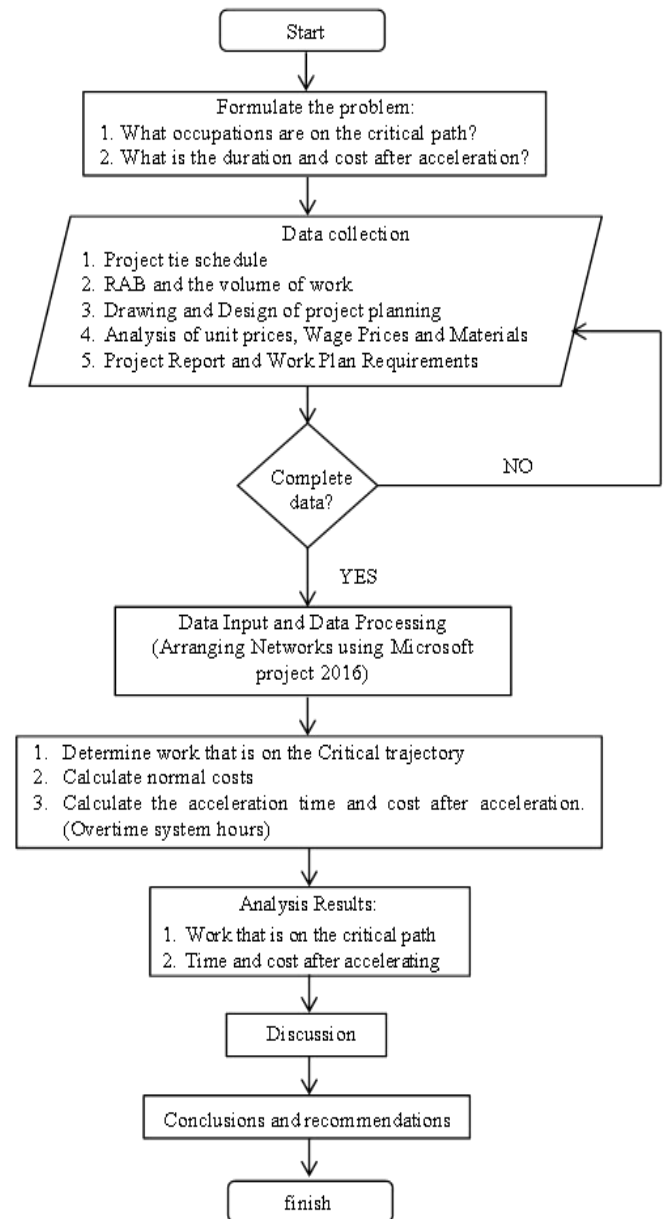 Start
Formulate the problem:
1. What occupations are on the critical path?
2. What is the duration and cost after acceleration?
Data collection
1. Project tie schedule
2. RAB and the volume of work
3. Drawing and Design of project planning
4. Analysis of unit prices, Wage Prices and Materials
5. Project Report and Work Plan Requirements
Complete
data?
NO
YES
Data Input and Data Processing
(Arranging Networks using Microsoft
project 2016)
1. Determine work that is on the Critical trajectory
2. Calculate normal costs
3. Calculate the acceleration time and cost after acceleration.
(Overtime system hours)
Analysis Results:
1. Work that is on the critical path
2. Time and cost after accelerating
Discussion
Conclusions and recommendations
finish